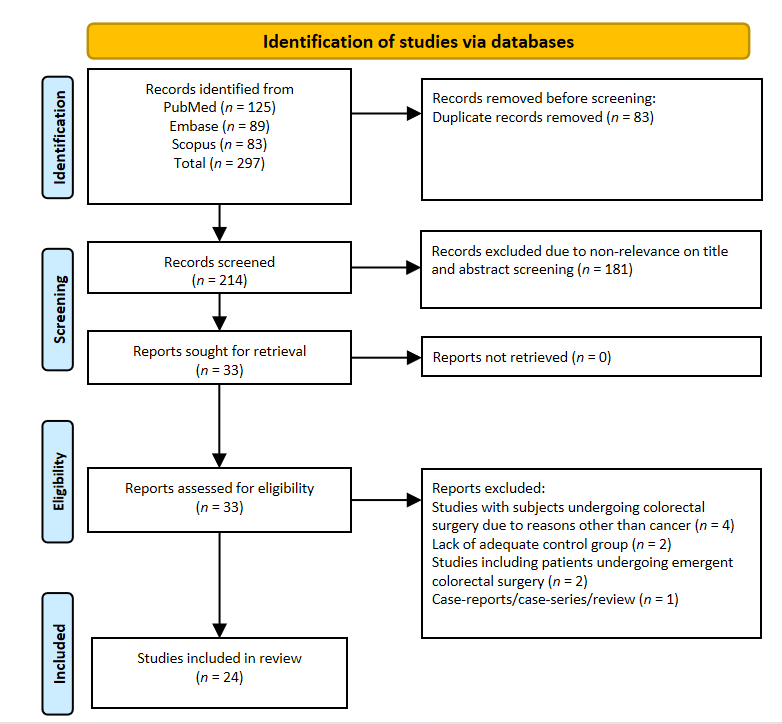 Identification of studies via databases
Identification
Records identified from
PubMed (n = 125)
Embase (n = 89)
Scopus (n = 83)
Total (n = 297)
Records removed before screening:
Duplicate records removed (n = 83)
Screening
Records screened
(n = 214)
Records excluded due to non-relevance on title
and abstract screening (n = 181)
Reports sought for retrieval
(n = 33)
Reports not retrieved (n = 0)
Eligibility
Reports assessed for eligibility
(n = 33)
Reports excluded:
Studies with subjects undergoing colorectal
surgery due to reasons other than cancer (n = 4)
Lack of adequate control group (n = 2)
Studies including patients undergoing emergent
colorectal surgery (n = 2)
Case-reports/case-series/review (n = 1)
Included
Studies included in review
(n = 24)